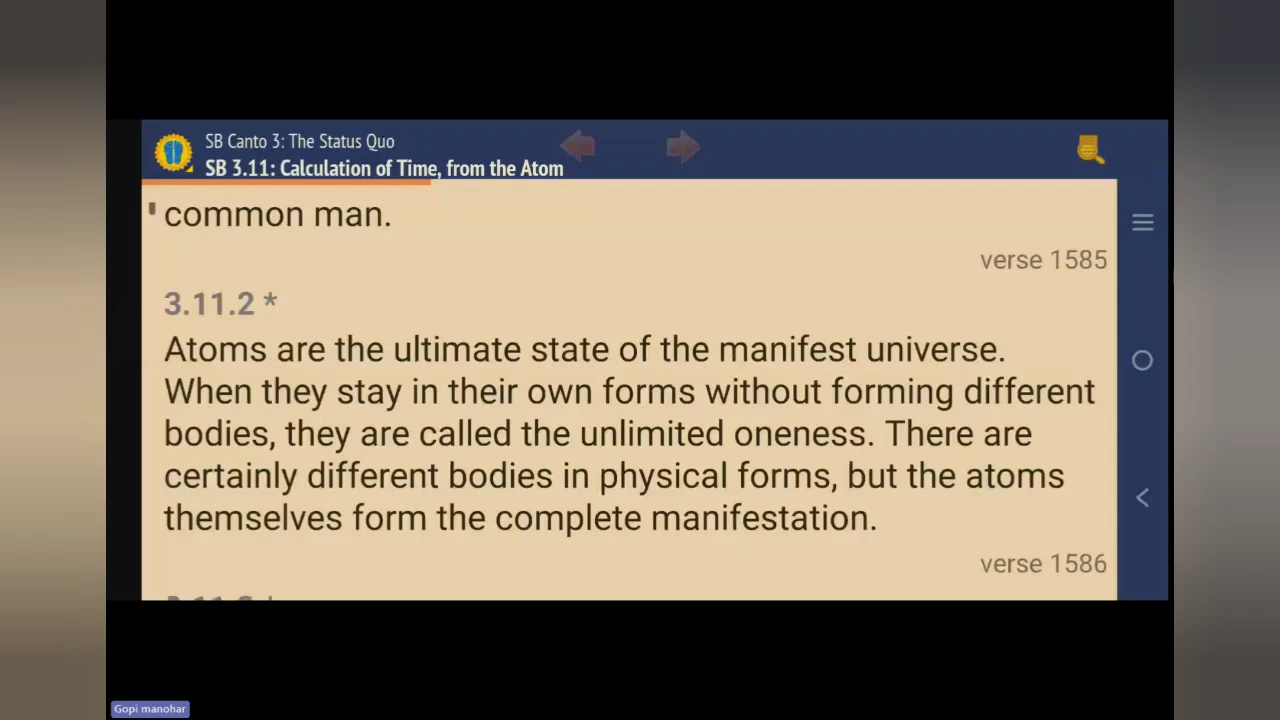 SB Canto 3: The Status Quo
SB 3.11: Calculation of Time, from the Atom
common man.
verse 1585
3.11.2 *
Atoms are the ultimate state of the manifest universe.
When they stay in their own forms without forming different
bodies, they are called the unlimited oneness. There are
certainly different bodies in physical forms, but the atoms
themselves form the complete manifestation.
verse 1586
Gopi manohar